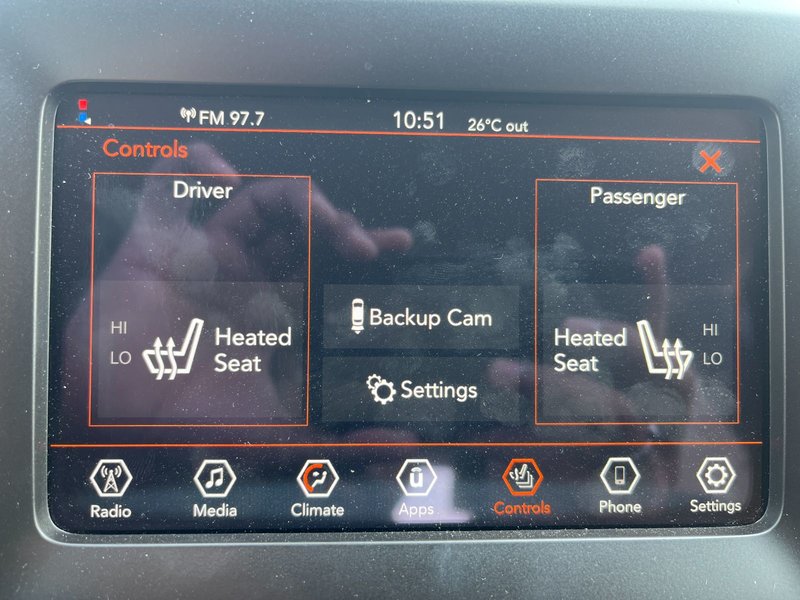 FM 97.7
10:51
26°C out
Controls
Driver
Passenger
HI
LO
Heated
Seat
Backup Cam
Settings
Heated
Seat
HI
LO
Radio
Media
Climate
Apps
Controls
Phone
Settings